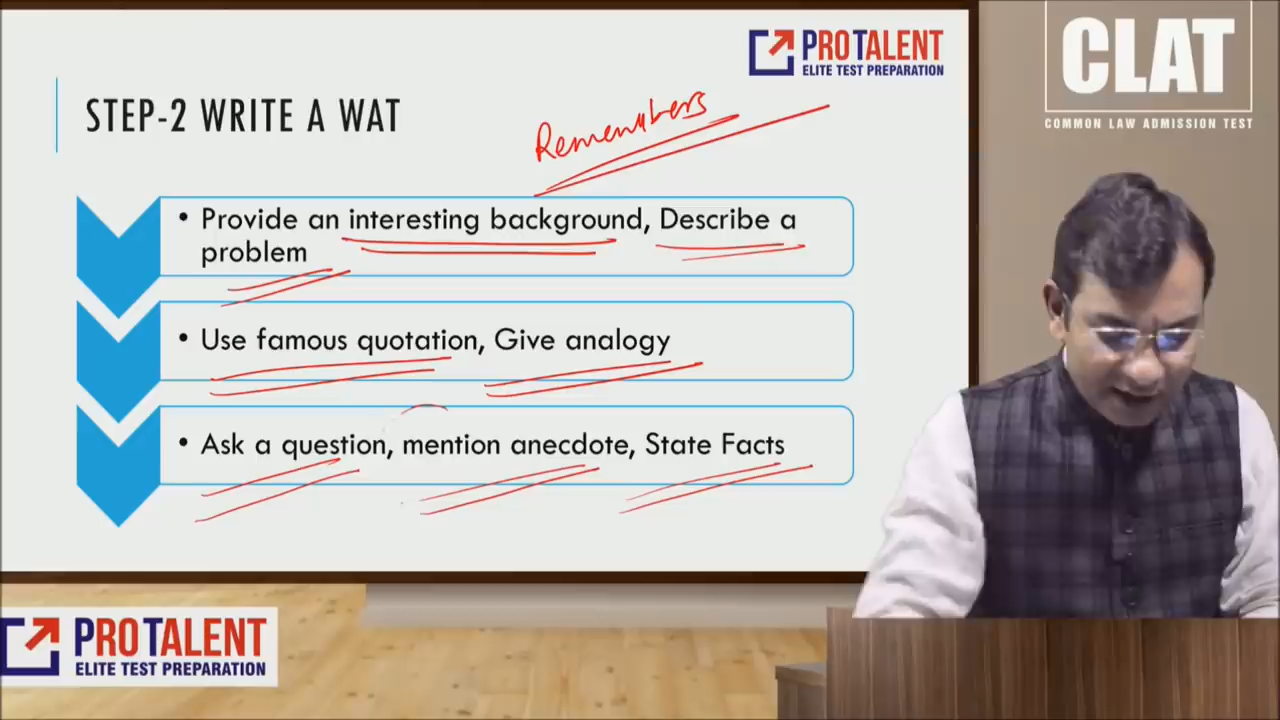 PROTALENT
ELITE TEST PREPARATION
CLAT
COMMON LAW ADMISSION TEST
STEP-2 WRITE A WAT
Remembers
• Provide an interesting background, Describe a
problem
• Use famous quotation, Give analogy
• Ask a question, mention anecdote, State Facts
PROTALENT
ELITE TEST PREPARATION